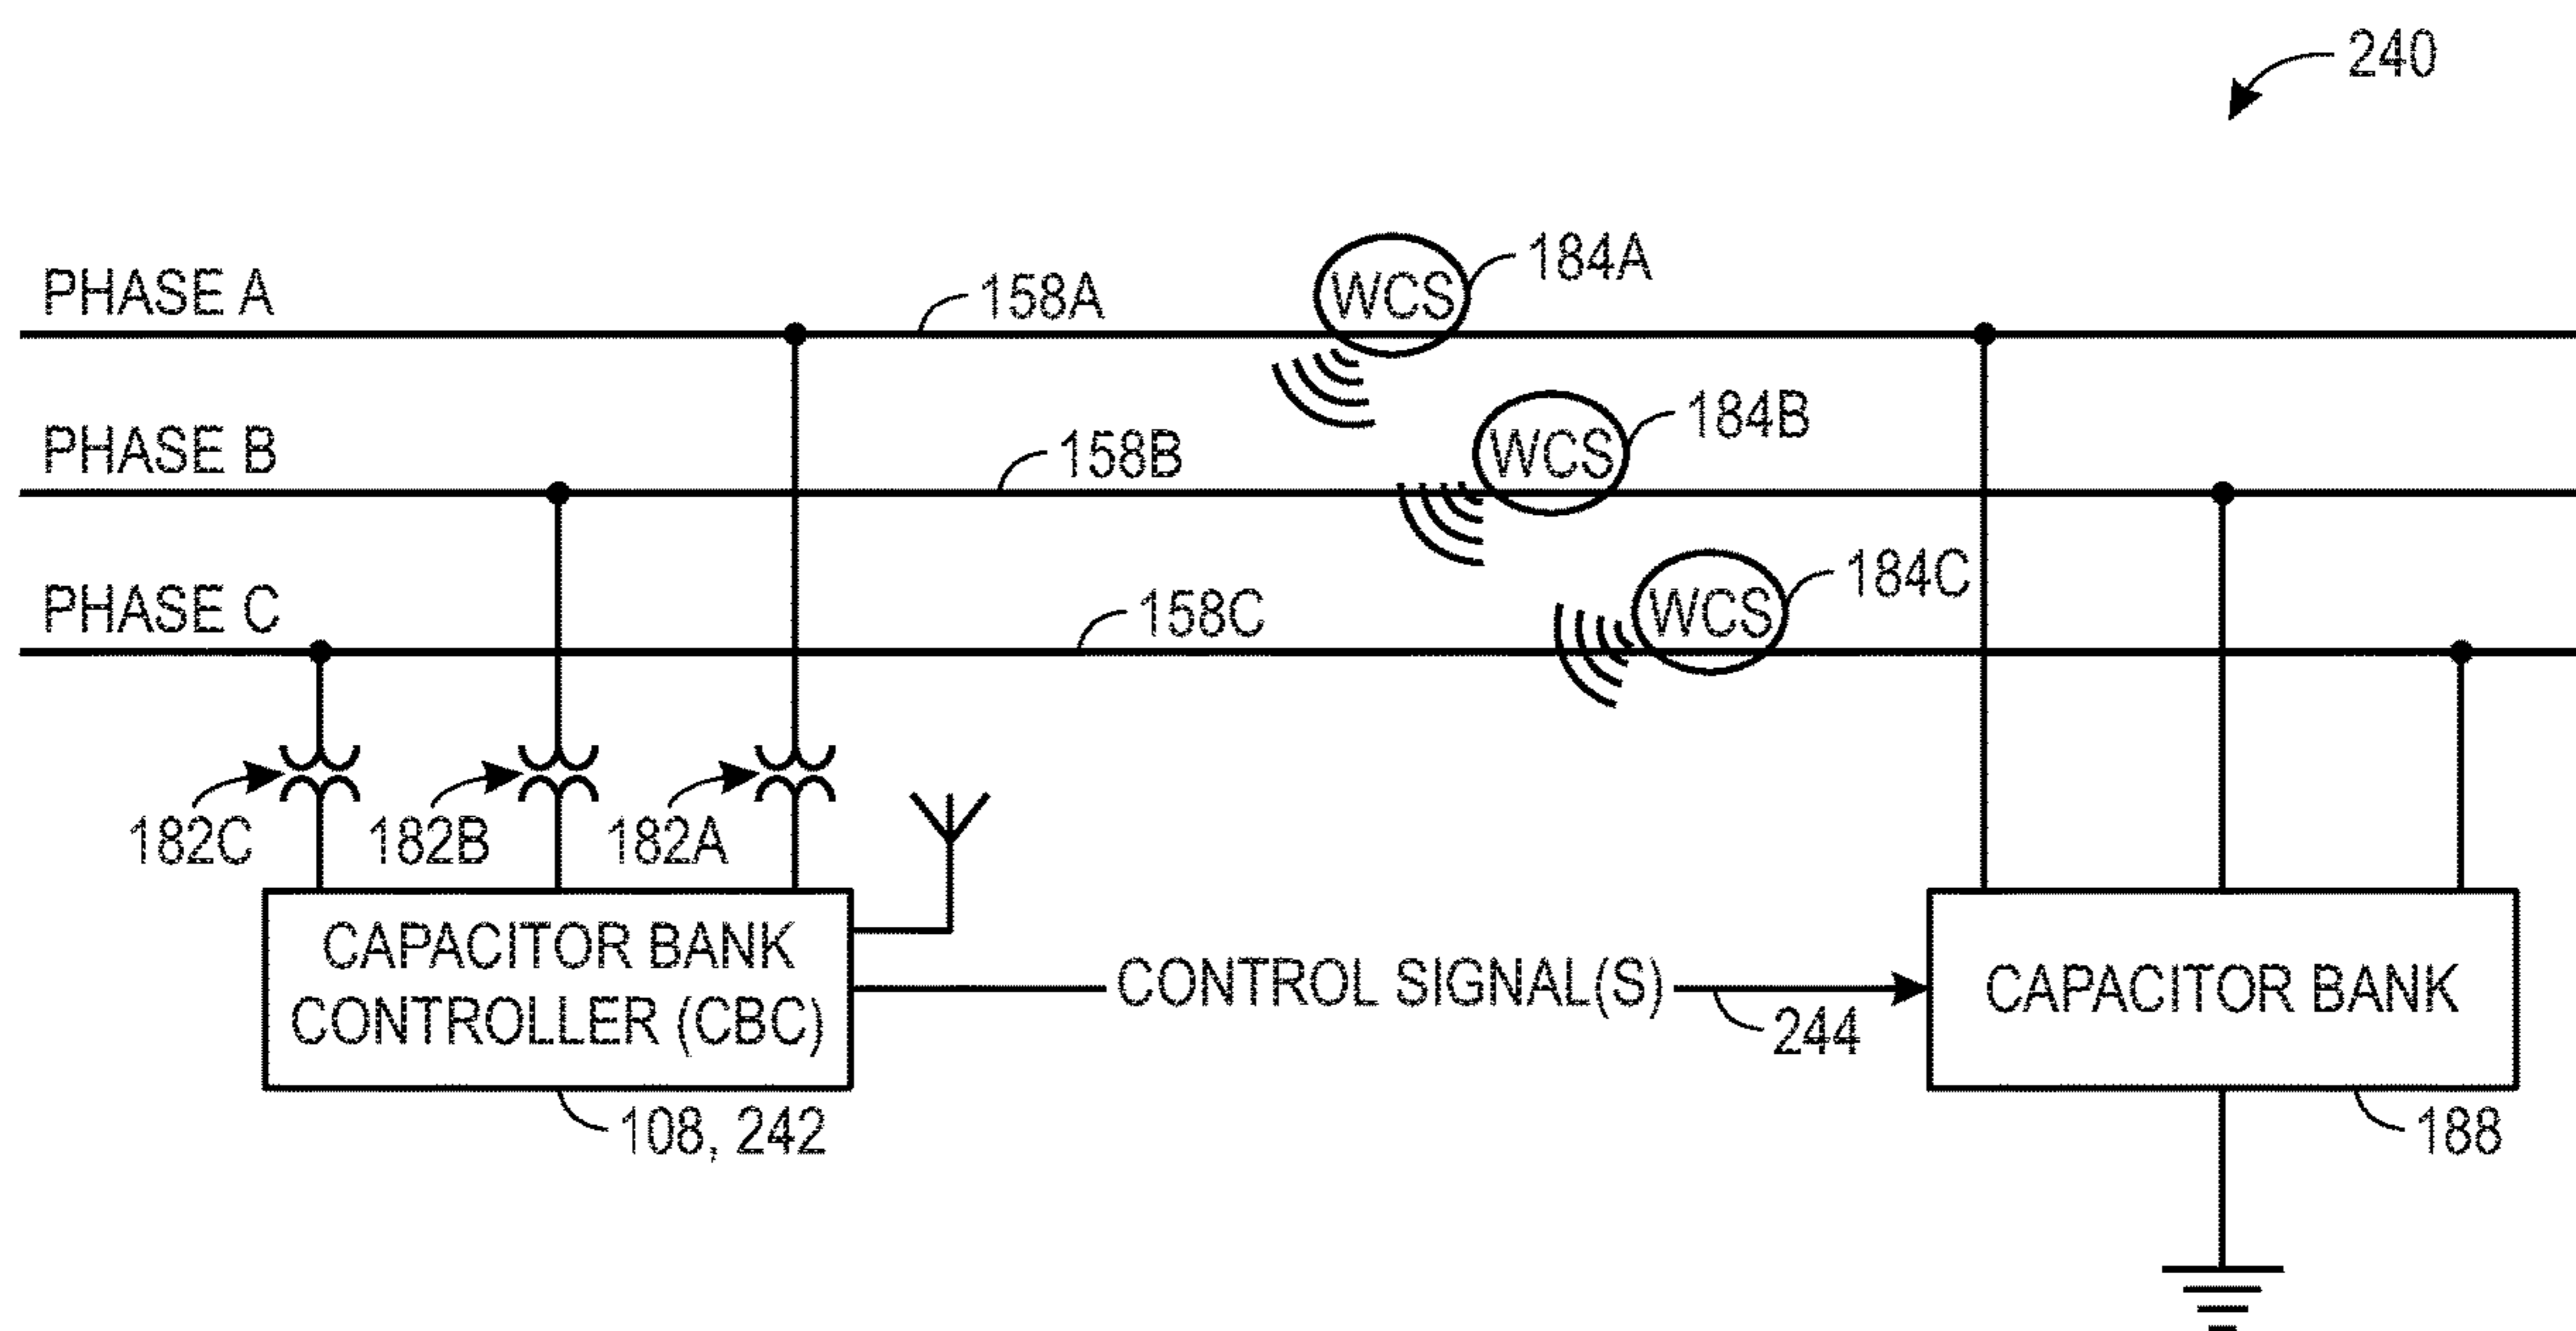 240
PHASE A
158A
WCS
184A
PHASE B
158B
WCS
184B
PHASE C
158C
WCS
184C
182C
182B
182A
CAPACITOR BANK
CONTROLLER (CBC)
CONTROL SIGNAL(S)
244
CAPACITOR BANK
108, 242
188